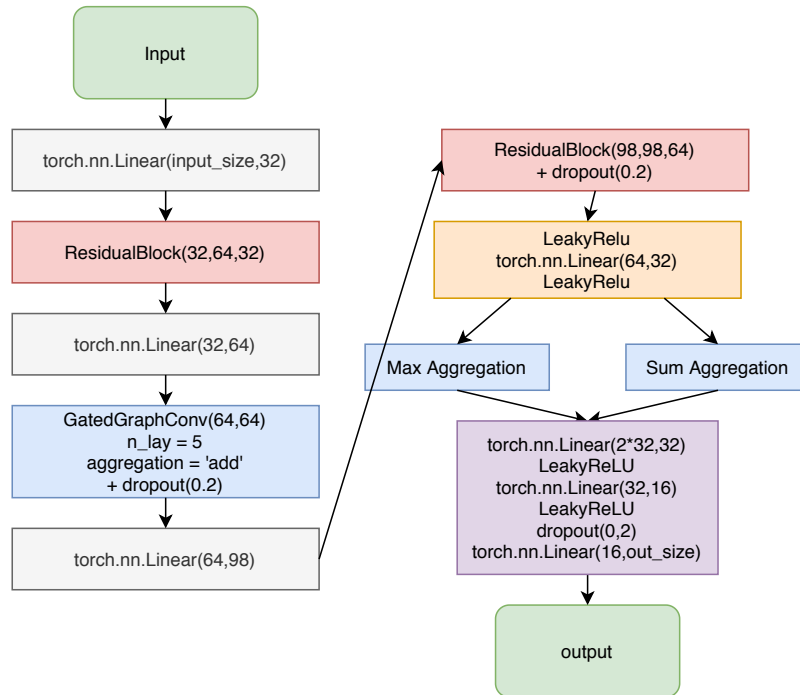 Input
torch.nn.Linear(input_size,32)
ResidualBlock(32,64,32)
torch.nn.Linear(32,64)
GatedGraphConv(64,64)
n_lay = 5
aggregation = 'add'
+ dropout(0.2)
torch.nn.Linear(64,98)
ResidualBlock(98,98,64)
+ dropout(0.2)
LeakyRelu
torch.nn.Linear(64,32)
LeakyRelu
Max Aggregation
Sum Aggregation
torch.nn.Linear(2*32,32)
LeakyReLU
torch.nn.Linear(32,16)
LeakyReLU
dropout(0,2)
torch.nn.Linear(16,out_size)
output